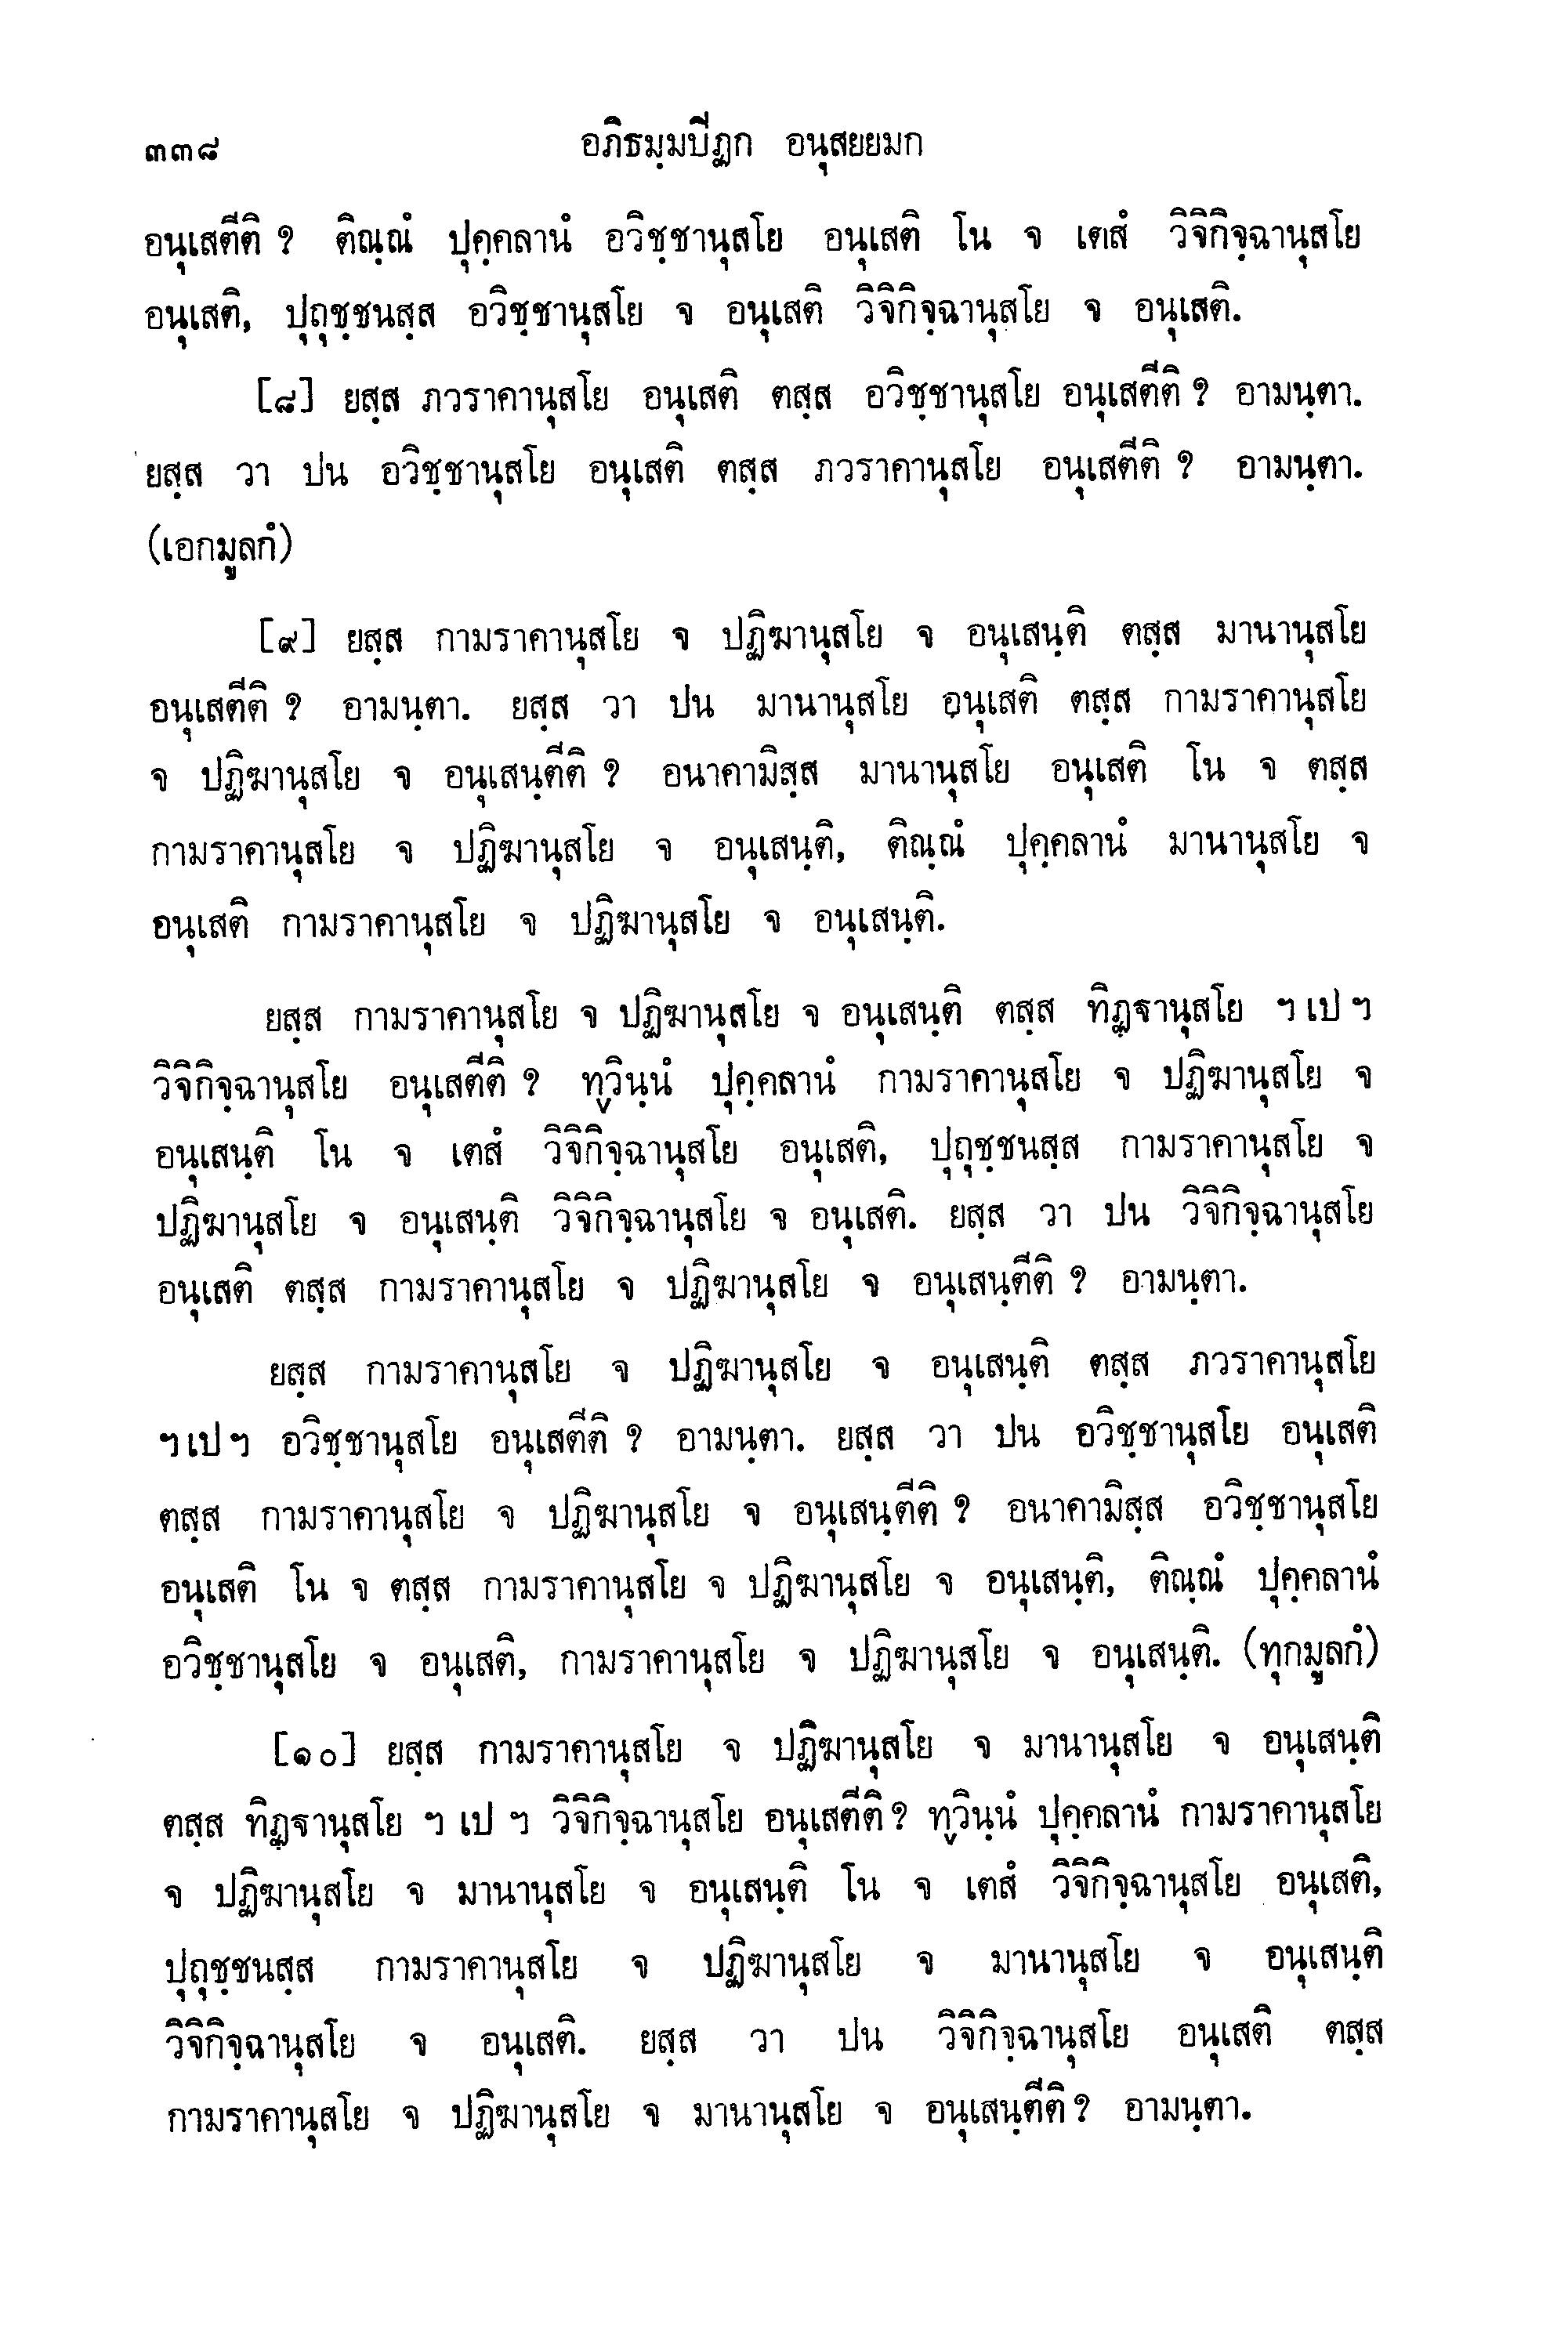 ๓๓๘ อภิธมฺมปีฏก อนุสยยมก
อนุเสตีติ ? ติณฺณํ ปุคฺคลานํ อวิชฺชานุสโย อนุเสติ โน จ เตสํ วิจิกิจฺฉานุสโย
อนุเสติ, ปุถุชฺชนสฺส อวิชฺชานุสโย จ อนุเสติ วิจิกิจฺฉานุสโย จ อนุเสติ.
[๘] ยสฺส ภวราคานุสโย อนุเสติ ตสฺส อวิชฺชานุสโย อนุเสตีติ ? อามนฺตา.
ยสฺส วา ปน อวิชฺชานุสโย อนุเสติ ตสฺส ภวราคานุสโย อนุเสตีติ ? อามนฺตา.
(เอกมูลกํ)
[๙] ยสฺส กามราคานุสโย จ ปฏิฆานุสโย จ อนุเสนฺติ ตสฺส มานานุสโย
อนุเสตีติ ? อามนฺตา. ยสฺส วา ปน มานานุสโย อนุเสติ ตสฺส กามราคานุสโย
จ ปฏิฆานุสโย จ อนุเสนฺตีติ ? อนาคามิสฺส มานานุสโย อนุเสติ โน จ ตสฺส
กามราคานุสโย จ ปฏิฆานุสโย จ อนุเสนฺติ, ติณฺณํ ปุคฺคลานํ มานานุสโย จ
อนุเสติ กามราคานุสโย จ ปฏิฆานุสโย จ อนุเสนฺติ.
ยสฺส กามราคานุสโย จ ปฏิฆานุสโย จ อนุเสนฺติ ตสฺส ทิฏฺฐานุสโย ฯ เป ฯ
วิจิกิจฺฉานุสโย อนุเสตีติ ? ทฺวินฺนํ ปุคฺคลานํ กามราคานุสโย จ ปฏิฆานุสโย จ
อนุเสนฺติ โน จ เตสํ วิจิกิจฺฉานุสโย อนุเสติ, ปุถุชฺชนสฺส กามราคานุสโย จ
ปฏิฆานุสโย จ อนุเสนฺติ วิจิกิจฺฉานุสโย จ อนุเสติ. ยสฺส วา ปน วิจิกิจฺฉานุสโย
อนุเสติ ตสฺส กามราคานุสโย จ ปฏิฆานุสโย จ อนุเสนฺตีติ ? อามนฺตา.
ยสฺส กามราคานุสโย จ ปฏิฆานุสโย จ อนุเสนฺติ ตสฺส ภวราคานุสโย
ฯ เป ฯ อวิชฺชานุสโย อนุเสตีติ ? อามนฺตา. ยสฺส วา ปน อวิชฺชานุสโย อนุเสติ
ตสฺส กามราคานุสโย จ ปฏิฆานุสโย จ อนุเสนฺตีติ ? อนาคามิสฺส อวิชฺชานุสโย
อนุเสติ โน จ ตสฺส กามราคานุสโย จ ปฏิฆานุสโย จ อนุเสนฺติ, ติณฺณํ ปุคฺคลานํ
อวิชฺชานุสโย จ อนุเสติ, กามราคานุสโย จ ปฏิฆานุสโย จ อนุเสนฺติ. (ทุกมูลกํ)
[๑๐] ยสฺส กามราคานุสโย จ ปฏิฆานุสโย จ มานานุสโย จ อนุเสนฺติ
ตสฺส ทิฏฺฐานุสโย ฯ เป ฯ วิจิกิจฺฉานุสโย อนุเสตีติ ? ทฺวินฺนํ ปุคฺคลานํ กามราคานุสโย
จ ปฏิฆานุสโย จ มานานุสโย จ อนุเสนฺติ โน จ เตสํ วิจิกิจฺฉานุสโย อนุเสติ,
ปุถุชฺชนสฺส กามราคานุสโย จ ปฏิฆานุสโย จ มานานุสโย จ อนุเสนฺติ
วิจิกิจฺฉานุสโย จ อนุเสติ. ยสฺส วา ปน วิจิกิจฺฉานุสโย อนุเสติ ตสฺส
กามราคานุสโย จ ปฏิฆานุสโย จ มานานุสโย จ อนุเสนฺตีติ ? อามนฺตา.